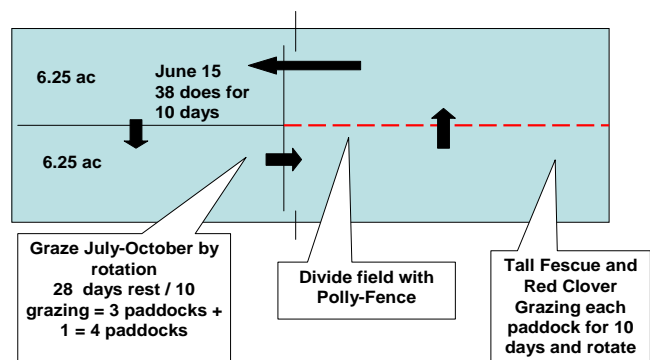 6.25 ac
June 15
38 does for
10 days
6.25 ac
Graze July-October by
rotation
28 days rest / 10
grazing = 3 paddocks +
1 = 4 paddocks
Divide field with
Polly-Fence
Tall Fescue and
Red Clover
Grazing each
paddock for 10
days and rotate